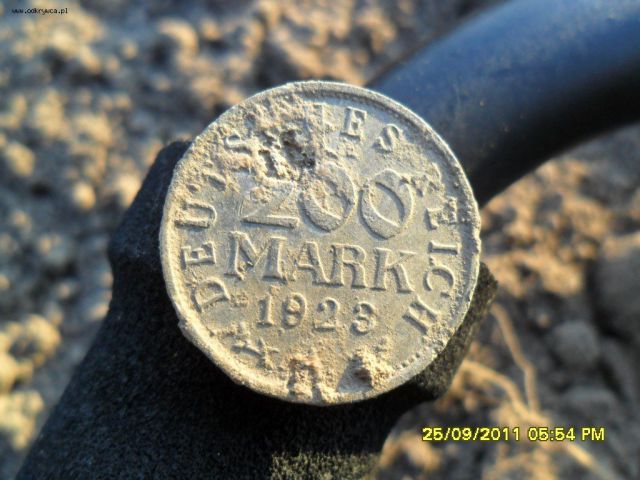 www.odkrywca.pl
DEUTSCHES REICH
200
MARK
1923
25/09/2011 05:54 PM